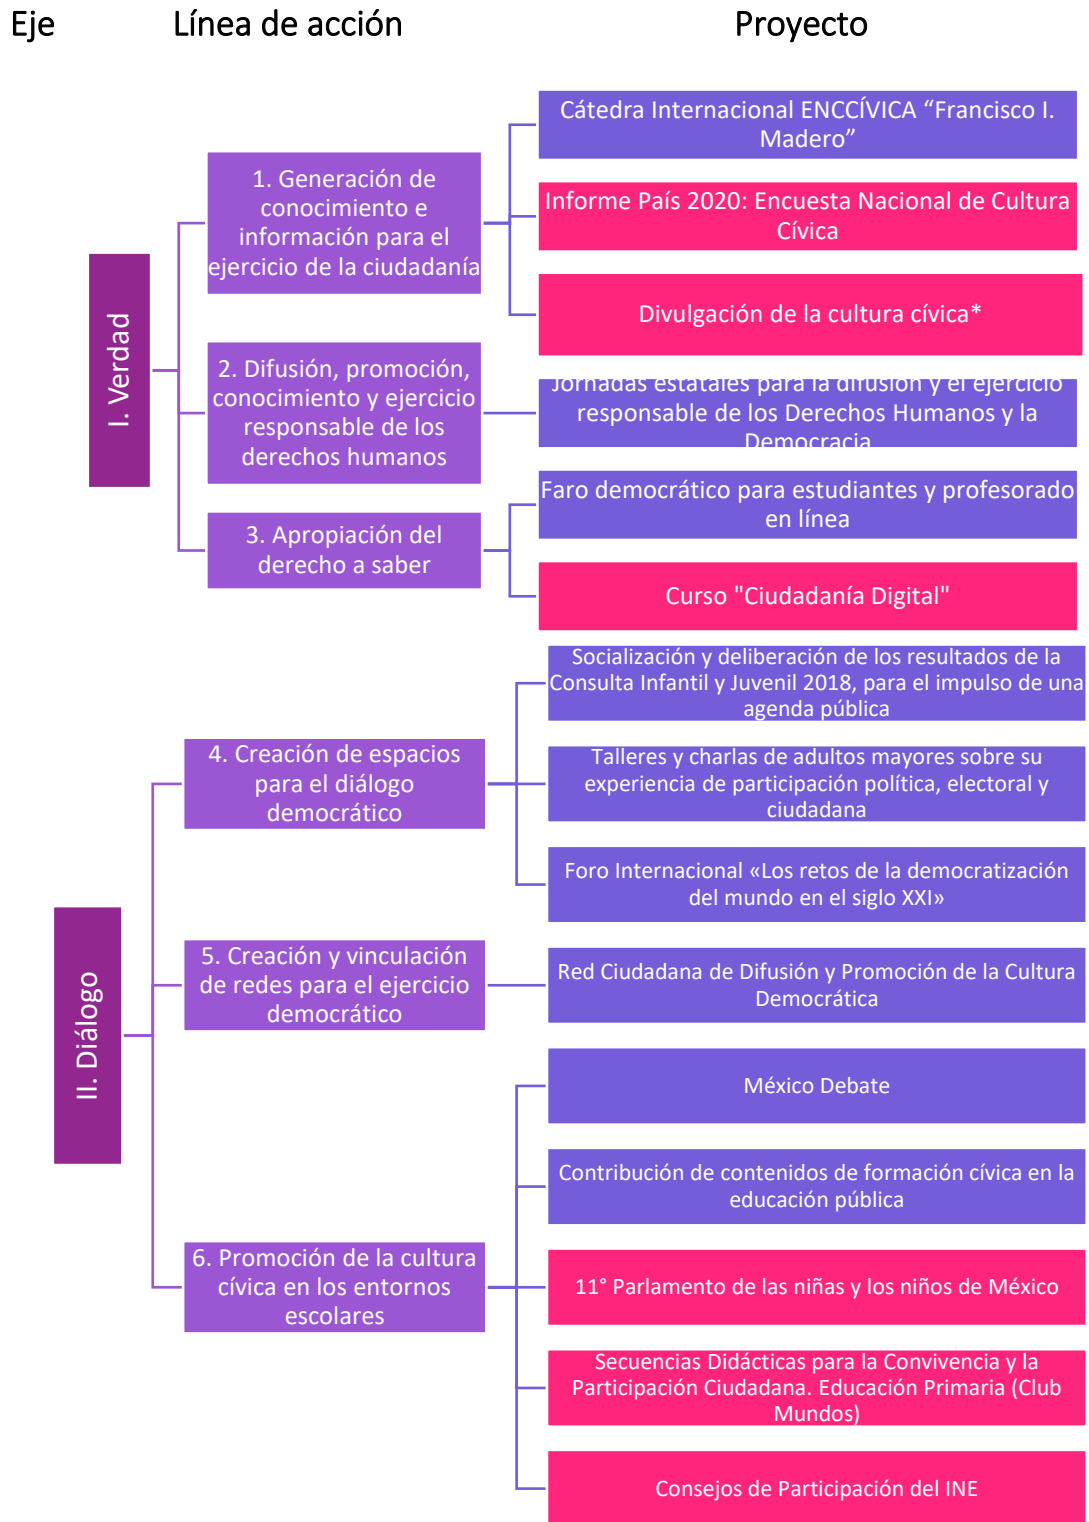 Eje Línea de acción Proyecto
I. Verdad
1. Generación de
conocimiento e
información para el
ejercicio de la ciudadanía
Cátedra Internacional ENCCÍVICA “Francisco I.
Madero”
Informe País 2020: Encuesta Nacional de Cultura
Cívica
Divulgación de la cultura cívica*
2. Difusión, promoción,
conocimiento y ejercicio
responsable de los
derechos humanos
Jornadas estatales para la difusión y el ejercicio
responsable de los Derechos Humanos y la
Democracia
3. Apropiación del
derecho a saber
Faro democrático para estudiantes y profesorado
en línea
Curso "Ciudadanía Digital"
II. Diálogo
4. Creación de espacios
para el diálogo
democrático
Socialización y deliberación de los resultados de la
Consulta Infantil y Juvenil 2018, para el impulso de una
agenda pública
Talleres y charlas de adultos mayores sobre su
experiencia de participación política, electoral y
ciudadana
Foro Internacional «Los retos de la democratización
del mundo en el siglo XXI»
5. Creación y vinculación
de redes para el ejercicio
democrático
Red Ciudadana de Difusión y Promoción de la Cultura
Democrática
6. Promoción de la cultura
cívica en los entornos
escolares
México Debate
Contribución de contenidos de formación cívica en la
educación pública
11° Parlamento de las niñas y los niños de México
Secuencias Didácticas para la Convivencia y la
Participación Ciudadana. Educación Primaria (Club
Mundos)
Consejos de Participación del INE